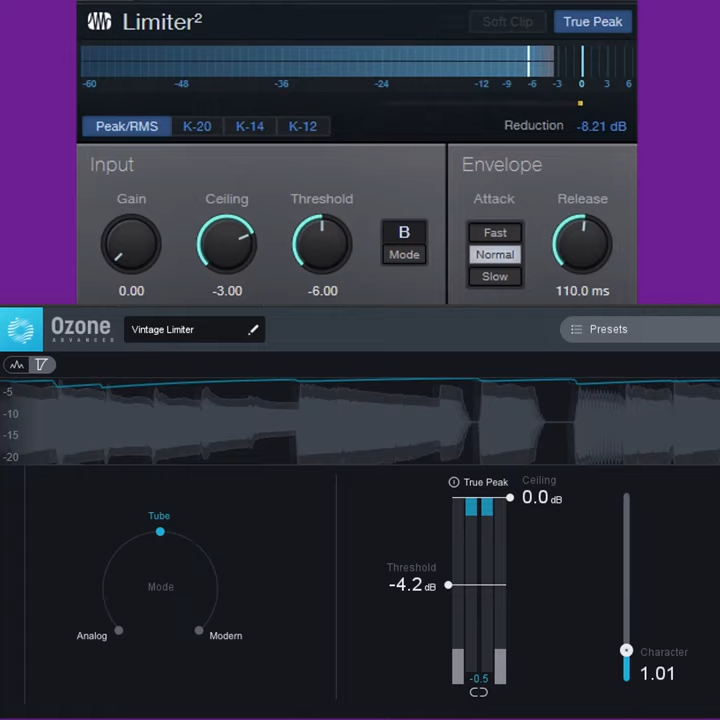 Limiter²
Soft Clip
True Peak
-60 -48 -36 -24 -12 -9 -6 -3 0 3 6
Peak/RMS K-20 K-14 K-12 Reduction -8.21 dB
Input Envelope
Gain Ceiling Threshold Attack Release
Fast
B
Mode
Normal
Slow
0.00 -3.00 -6.00 110.0 ms
Ozone
ADVANCED
Vintage Limiter
Presets
-5
-10
-15
-20
True Peak
Ceiling
0.0 dB
Tube
Threshold
-4.2 dB
Mode
Analog Modern
Character
1.01
-0.5